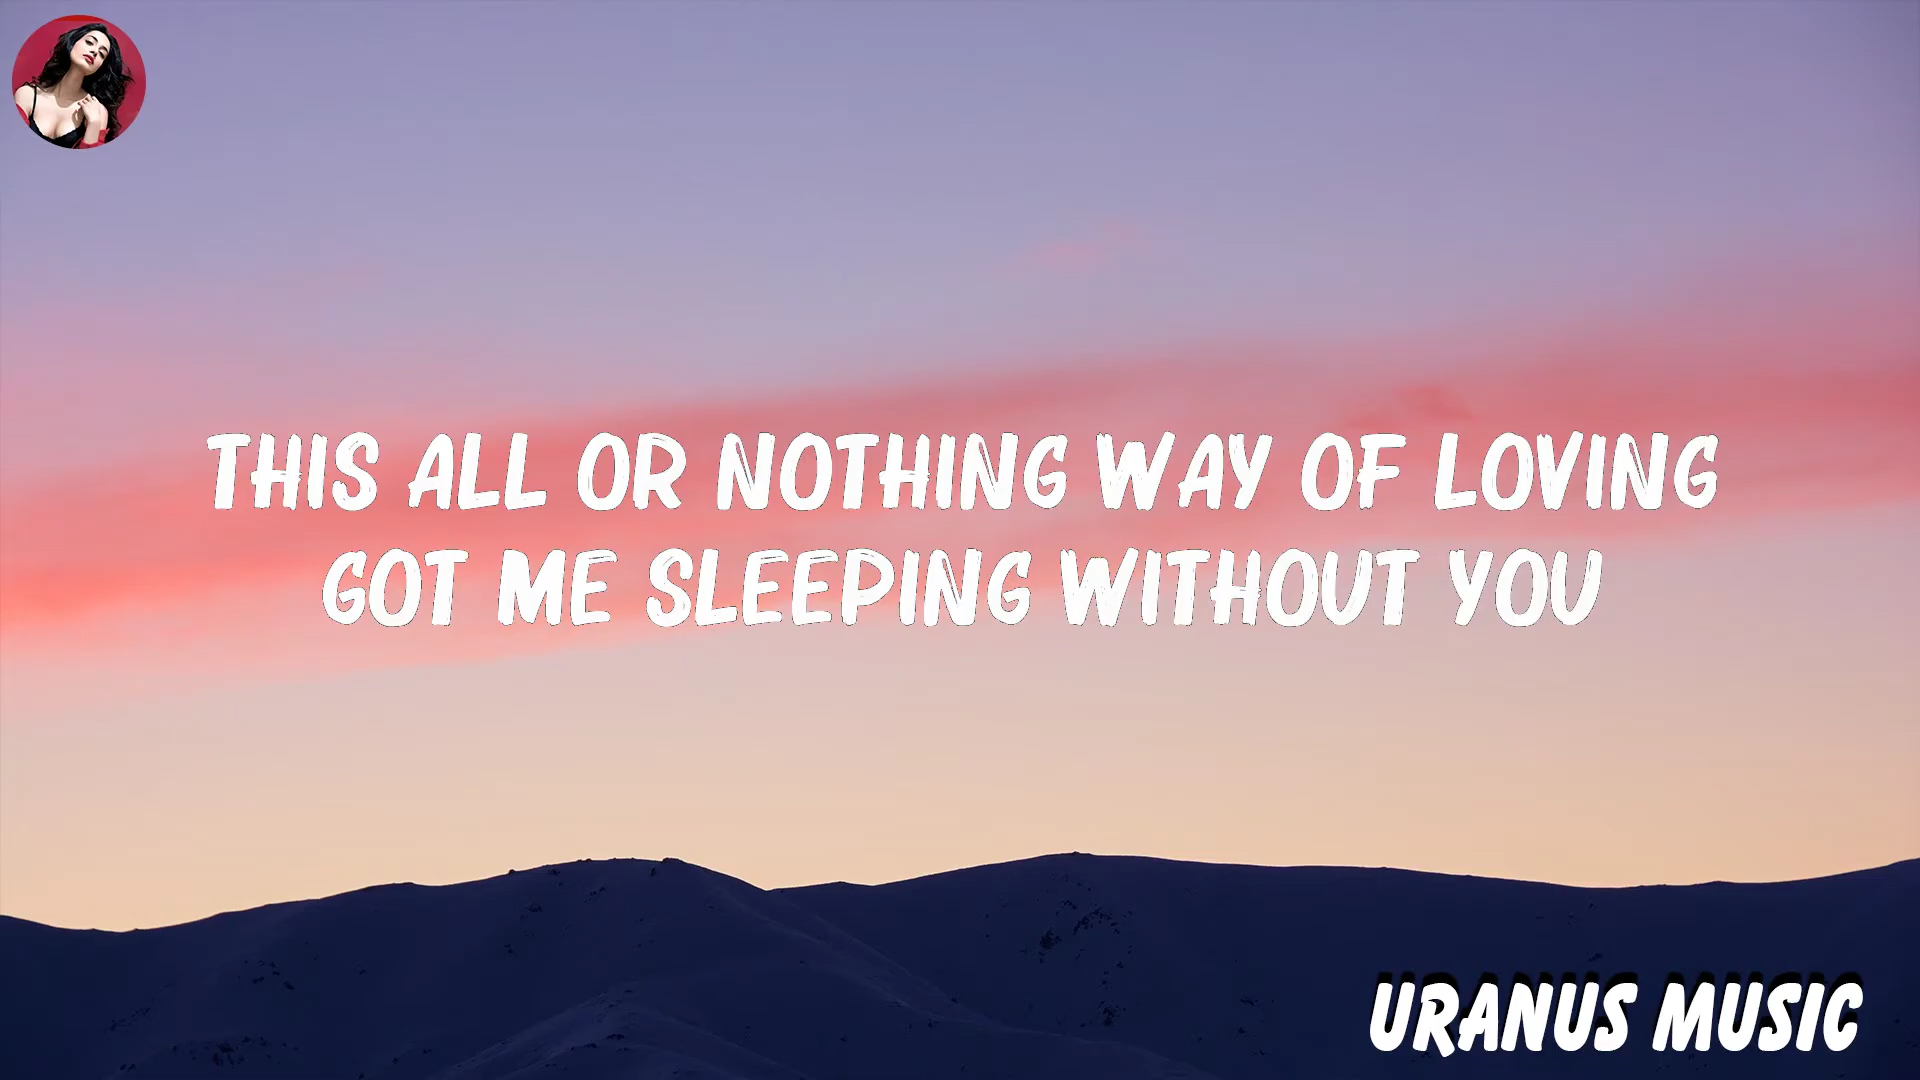 THIS ALL OR NOTHING WAY OF LOVING
GOT ME SLEEPING WITHOUT YOU
URANUS MUSIC